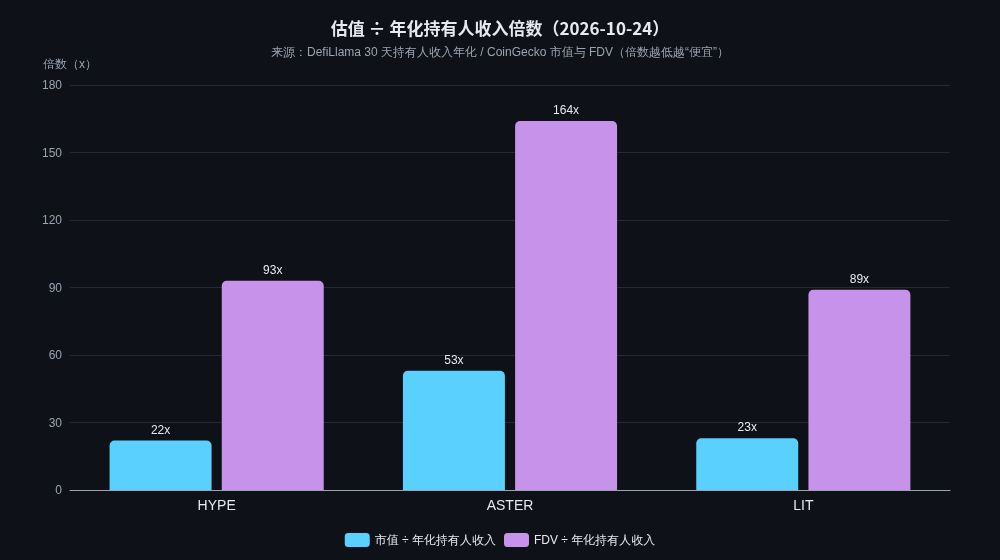 估值 ÷ 年化持有人收入倍数（2026-10-24）
来源：DefiLlama 30 天持有人收入年化 / CoinGecko 市值与 FDV（倍数越低越“便宜”）
倍数（x）
180
150
120
90
60
30
0
22x
93x
53x
164x
23x
89x
HYPE
ASTER
LIT
市值 ÷ 年化持有人收入
FDV ÷ 年化持有人收入